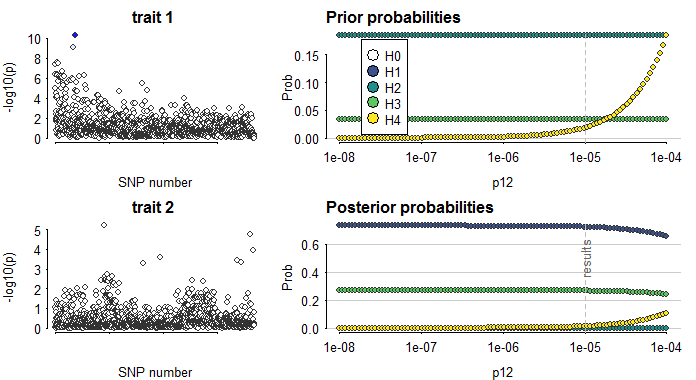 trait 1
-log10(p)
10
8
6
4
2
0
SNP number
Prior probabilities
Prob
0.15
0.10
0.05
0.00
H0
H1
H2
H3
H4
1e-08 1e-07 1e-06 1e-05 1e-04
p12
trait 2
-log10(p)
5
4
3
2
1
0
SNP number
Posterior probabilities
Prob
0.6
0.4
0.2
0.0
results
1e-08 1e-07 1e-06 1e-05 1e-04
p12